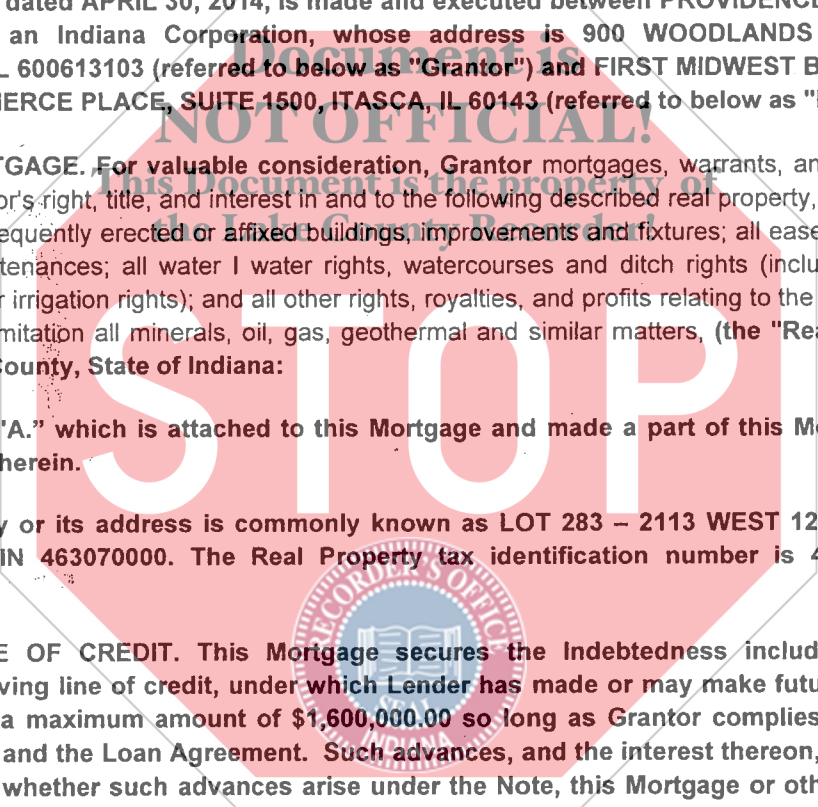 dated APRIL 30, 2014, is made and executed between PROVIDENCE
an Indiana Corporation, whose address is 900 WOODLANDS
L 600613103 (referred to below as "Grantor") and FIRST MIDWEST B
IERCE PLACE, SUITE 1500, ITASCA, IL 60143 (referred to below as "
Document is
NOT OFFICIAL!
This Document is the property of
the Lake County Recorder!
TGAGE. For valuable consideration, Grantor mortgages, warrants, an
or's right, title, and interest in and to the following described real property,
equently erected or affixed buildings, improvements and fixtures; all ease
tenances; all water I water rights, watercourses and ditch rights (inclu
r irrigation rights); and all other rights, royalties, and profits relating to the
mitation all minerals, oil, gas, geothermal and similar matters, (the "Rea
County, State of Indiana:
STOP
"A." which is attached to this Mortgage and made a part of this Mo
herein.
y or its address is commonly known as LOT 283 – 2113 WEST 12
IN 463070000. The Real Property tax identification number is 4
E OF CREDIT. This Mortgage secures the Indebtedness includ
ving line of credit, under which Lender has made or may make futu
a maximum amount of $1,600,000.00 so long as Grantor complies
and the Loan Agreement. Such advances, and the interest thereon,
whether such advances arise under the Note, this Mortgage or oth
RECORDER'S OFFICE
SEAL
INDIANA